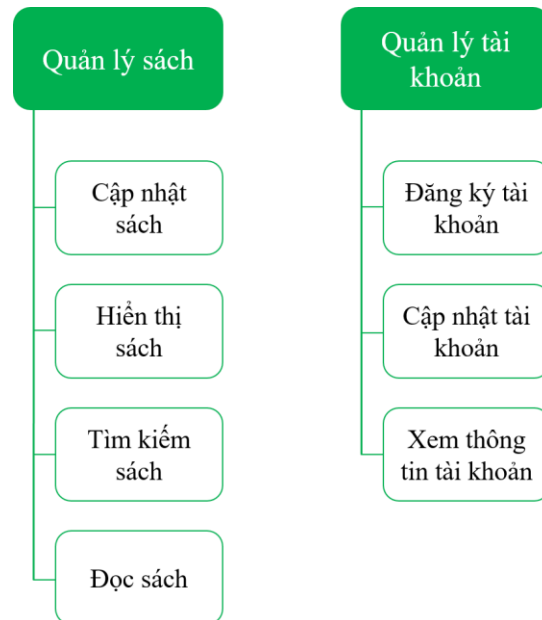 Quản lý sách
Cập nhật
sách
Hiển thị
sách
Tìm kiếm
sách
Đọc sách
Quản lý tài
khoản
Đăng ký tài
khoản
Cập nhật tài
khoản
Xem thông
tin tài khoản